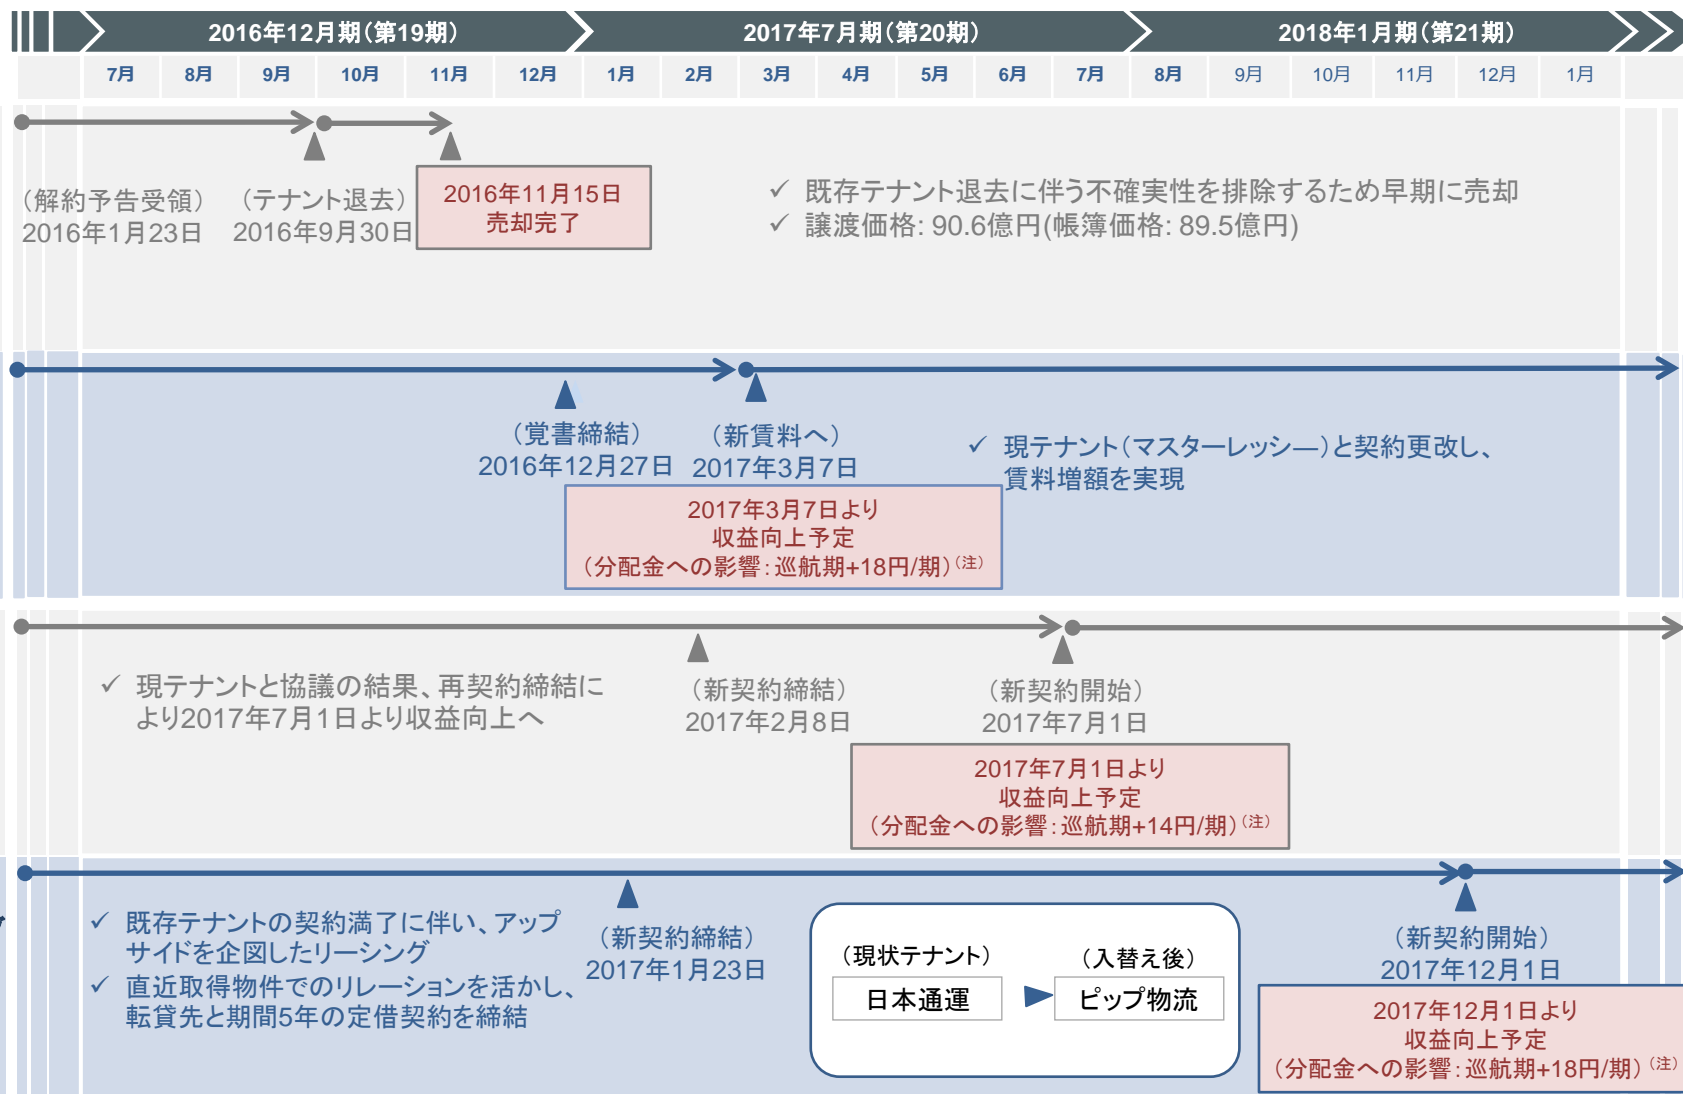 2016年12月期（第19期）
2017年7月期（第20期）
2018年1月期（第21期）
7月 8月 9月 10月 11月 12月 1月 2月 3月 4月 5月 6月 7月 8月 9月 10月 11月 12月 1月
（解約予告受領）
2016年1月23日
（テナント退去）
2016年9月30日
2016年11月15日
売却完了
✓ 既存テナント退去に伴う不確実性を排除するため早期に売却
✓ 譲渡価格: 90.6億円(帳簿価格: 89.5億円)
（覚書締結）
2016年12月27日
（新賃料へ）
2017年3月7日
✓ 現テナント（マスターレッシ―）と契約更改し、
賃料増額を実現
2017年3月7日より
収益向上予定
（分配金への影響：巡航期+18円/期）（注）
✓ 現テナントと協議の結果、再契約締結に
より2017年7月1日より収益向上へ
（新契約締結）
2017年2月8日
（新契約開始）
2017年7月1日
2017年7月1日より
収益向上予定
（分配金への影響：巡航期+14円/期）（注）
✓ 既存テナントの契約満了に伴い、アップ
サイドを企図したリーシング
✓ 直近取得物件でのリレーションを活かし、
転貸先と期間5年の定借契約を締結
（新契約締結）
2017年1月23日
（現状テナント）
日本通運
（入替え後）
ピップ物流
（新契約開始）
2017年12月1日
2017年12月1日より
収益向上予定
（分配金への影響：巡航期+18円/期）（注）